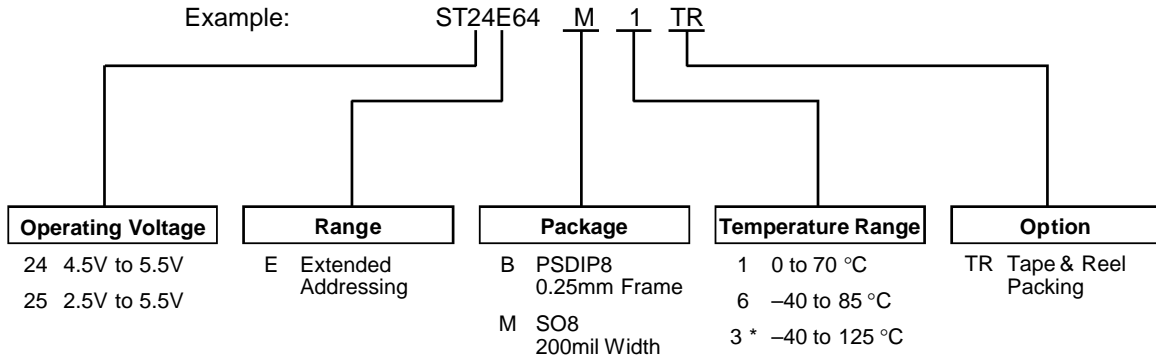 Example: ST24E64 M 1 TR
Operating Voltage
24 4.5V to 5.5V
25 2.5V to 5.5V
Range
E Extended
Addressing
Package
B PSDIP8
0.25mm Frame
M SO8
200mil Width
Temperature Range
1 0 to 70 °C
6 –40 to 85 °C
3 * –40 to 125 °C
Option
TR Tape & Reel
Packing